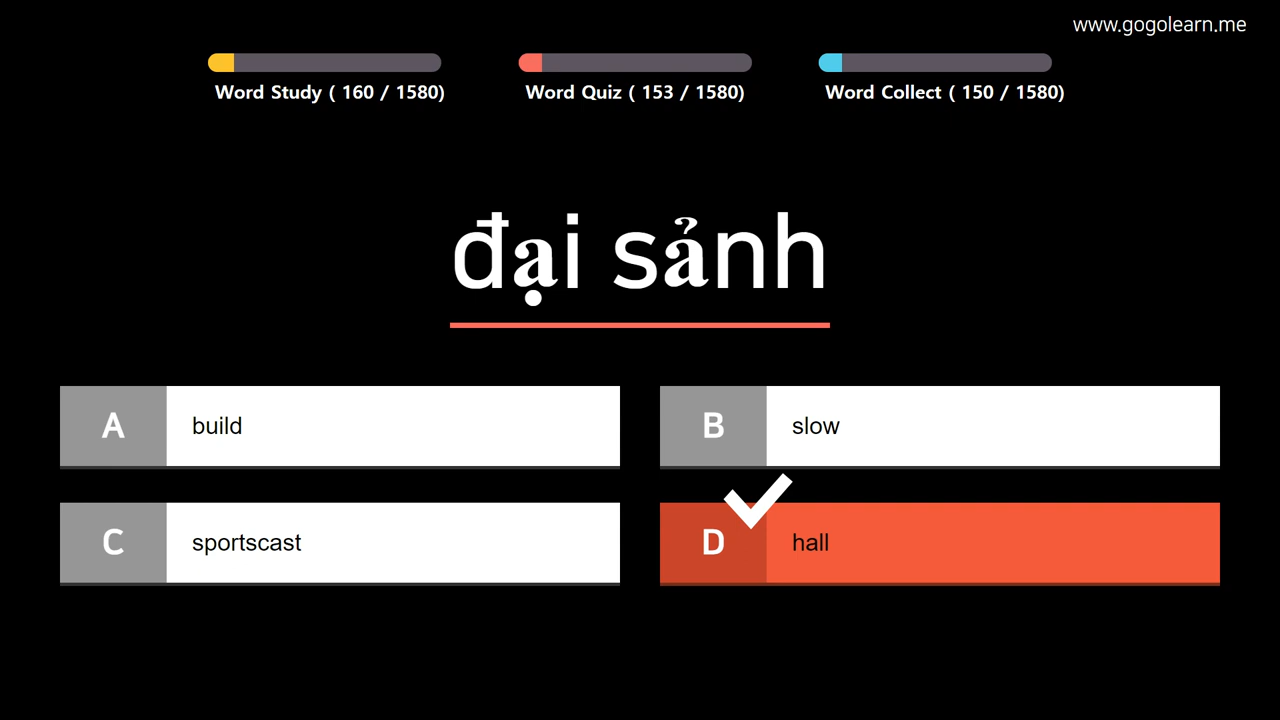 www.gogolearn.me
Word Study ( 160 / 1580)
Word Quiz ( 153 / 1580)
Word Collect ( 150 / 1580)
đại sảnh
A build
B slow
C sportscast
D hall